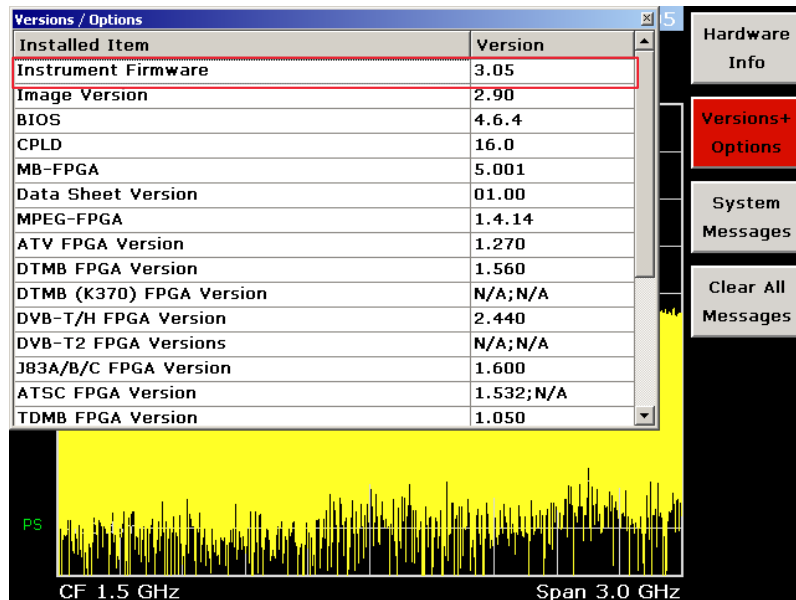 Versions / Options
Installed Item Version
Instrument Firmware 3.05
Image Version 2.90
BIOS 4.6.4
CPLD 16.0
MB-FPGA 5.001
Data Sheet Version 01.00
MPEG-FPGA 1.4.14
ATV FPGA Version 1.270
DTMB FPGA Version 1.560
DTMB (K370) FPGA Version N/A;N/A
DVB-T/H FPGA Version 2.440
DVB-T2 FPGA Versions N/A;N/A
J83A/B/C FPGA Version 1.600
ATSC FPGA Version 1.532;N/A
TDMB FPGA Version 1.050
Hardware
Info
Versions+
Options
System
Messages
Clear All
Messages
PS
CF 1.5 GHz Span 3.0 GHz